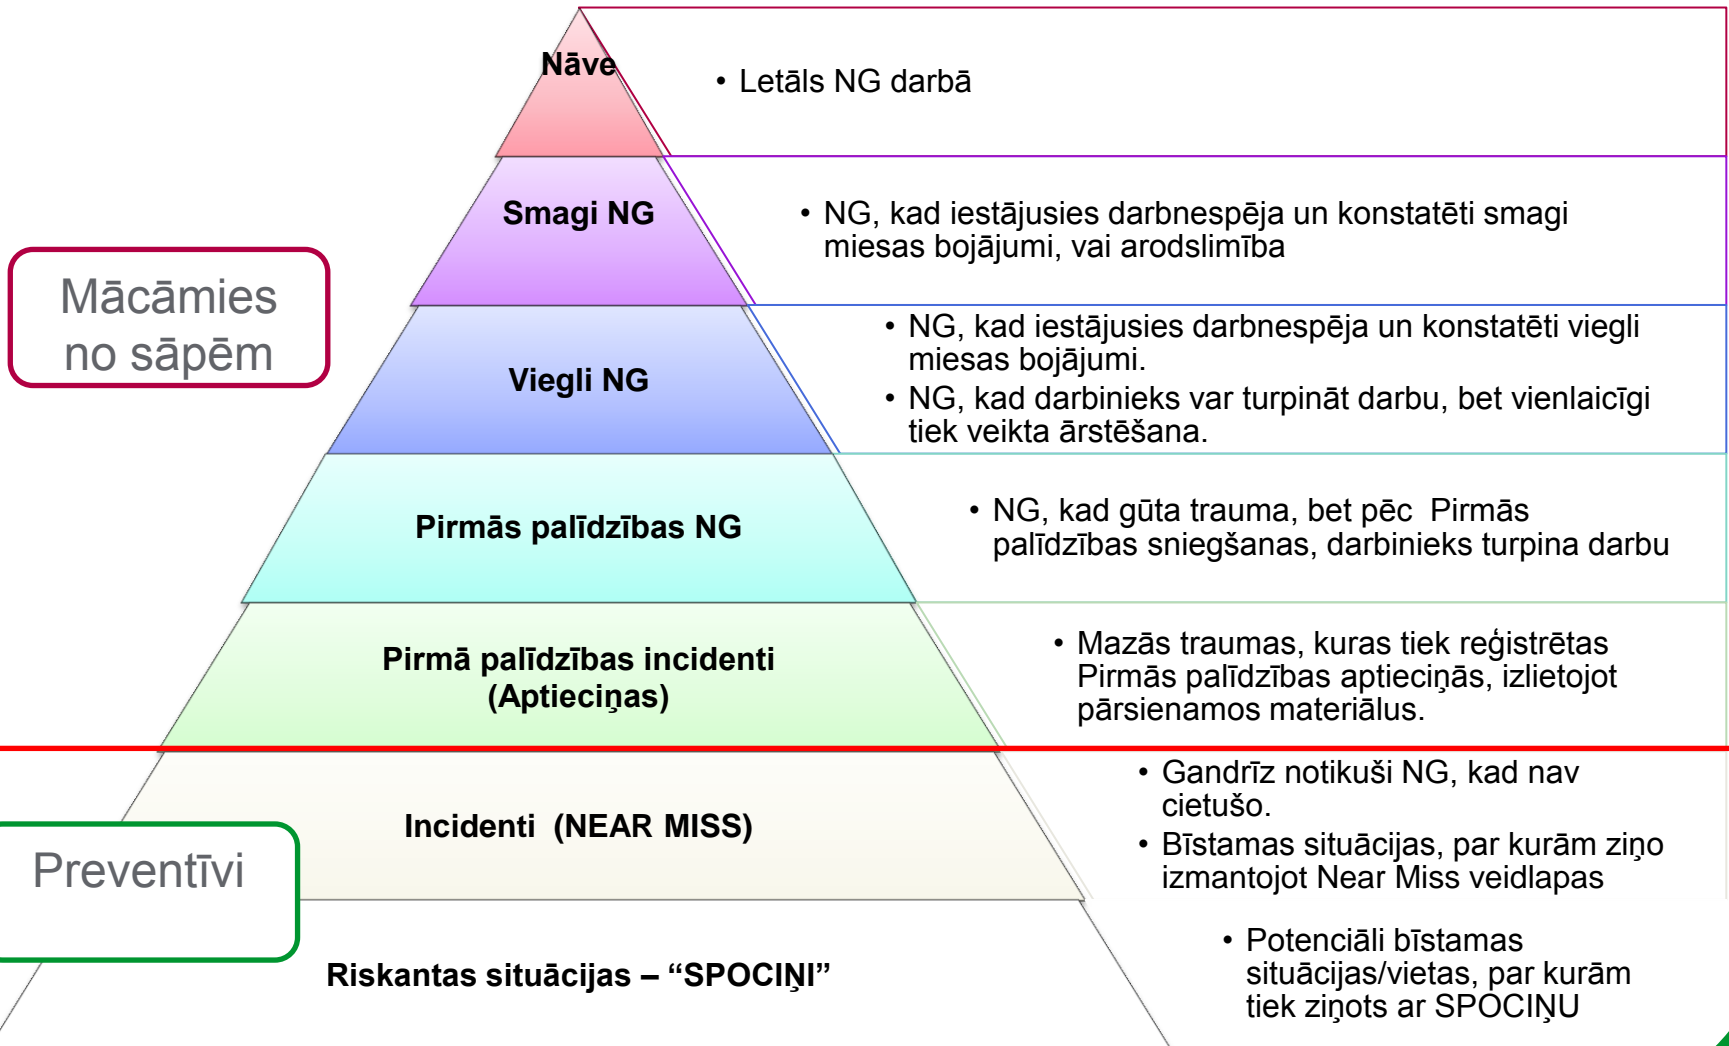 Nāve
• Letāls NG darbā
Smagi NG
• NG, kad iestājusies darbnespēja un konstatēti smagi
miesas bojājumi, vai arodslimība
Mācāmies
no sāpēm
Viegli NG
• NG, kad iestājusies darbnespēja un konstatēti viegli
miesas bojājumi.
• NG, kad darbinieks var turpināt darbu, bet vienlaicīgi
tiek veikta ārstēšana.
Pirmās palīdzības NG
• NG, kad gūta trauma, bet pēc Pirmās
palīdzības sniegšanas, darbinieks turpina darbu
Pirmā palīdzības incidenti
(Aptieciņas)
• Mazās traumas, kuras tiek reģistrētas
Pirmās palīdzības aptieciņās, izlietojot
pārsienamos materiālus.
Incidenti (NEAR MISS)
• Gandrīz notikuši NG, kad nav
cietušo.
• Bīstamas situācijas, par kurām ziņo
izmantojot Near Miss veidlapas
Preventīvi
Riskantas situācijas – “SPOCIŅI”
• Potenciāli bīstamas
situācijas/vietas, par kurām
tiek ziņots ar SPOCIŅU